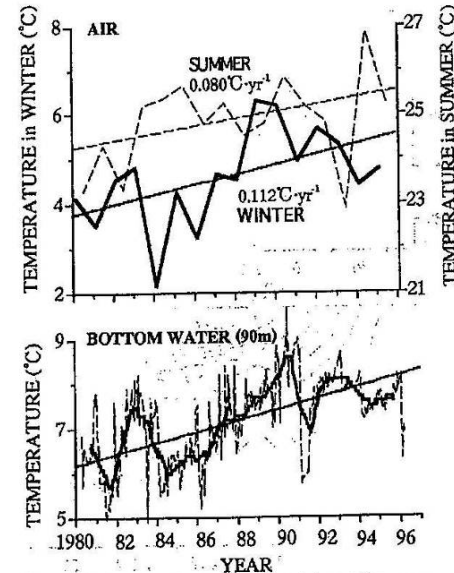 AIR
TEMPERATURE in WINTER (°C)
8
6
4
2
SUMMER
0.080°C·yr⁻¹
0.112°C·yr⁻¹
WINTER
27
25
23
21
TEMPERATURE in SUMMER (°C)
BOTTOM WATER (90m)
TEMPERATURE (°C)
9
7
5
1980 82 84 86 88 90 92 94 96
YEAR